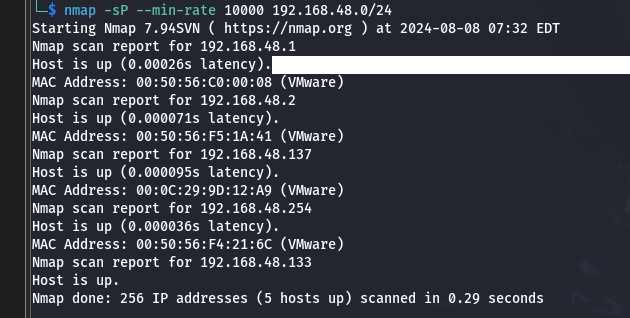 └─$ nmap -sP --min-rate 10000 192.168.48.0/24
Starting Nmap 7.94SVN ( https://nmap.org ) at 2024-08-08 07:32 EDT
Nmap scan report for 192.168.48.1
Host is up (0.00026s latency).
MAC Address: 00:50:56:C0:00:08 (VMware)
Nmap scan report for 192.168.48.2
Host is up (0.000071s latency).
MAC Address: 00:50:56:F5:1A:41 (VMware)
Nmap scan report for 192.168.48.137
Host is up (0.000095s latency).
MAC Address: 00:0C:29:9D:12:A9 (VMware)
Nmap scan report for 192.168.48.254
Host is up (0.000036s latency).
MAC Address: 00:50:56:F4:21:6C (VMware)
Nmap scan report for 192.168.48.133
Host is up.
Nmap done: 256 IP addresses (5 hosts up) scanned in 0.29 seconds